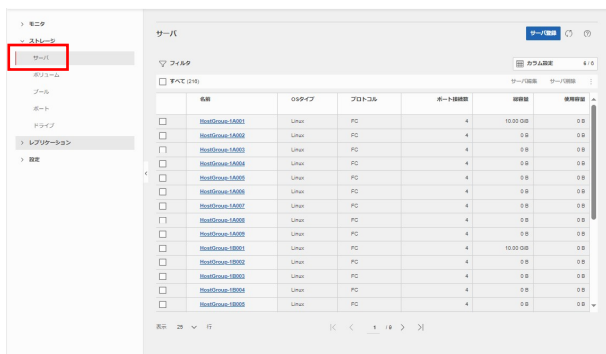 モニタ
ストレージ
サーバ
ボリューム
プール
ポート
ドライブ
レプリケーション
設定
サーバ
サーバ登録
フィルタ
カラム設定 6 / 6
すべて (216)
サーバ編集 サーバ削除
名前 OSタイプ プロトコル ポート接続数 総容量 使用容量
HostGroup-1A001 Linux FC 4 10.00 GiB 0 B
HostGroup-1A002 Linux FC 4 0 B 0 B
HostGroup-1A003 Linux FC 4 0 B 0 B
HostGroup-1A004 Linux FC 4 0 B 0 B
HostGroup-1A005 Linux FC 4 0 B 0 B
HostGroup-1A006 Linux FC 4 0 B 0 B
HostGroup-1A007 Linux FC 4 0 B 0 B
HostGroup-1A008 Linux FC 4 0 B 0 B
HostGroup-1A009 Linux FC 4 0 B 0 B
HostGroup-1B001 Linux FC 4 10.00 GiB 0 B
HostGroup-1B002 Linux FC 4 0 B 0 B
HostGroup-1B003 Linux FC 4 0 B 0 B
HostGroup-1B004 Linux FC 4 0 B 0 B
HostGroup-1B005 Linux FC 4 0 B 0 B
表示 25 行 1 / 9